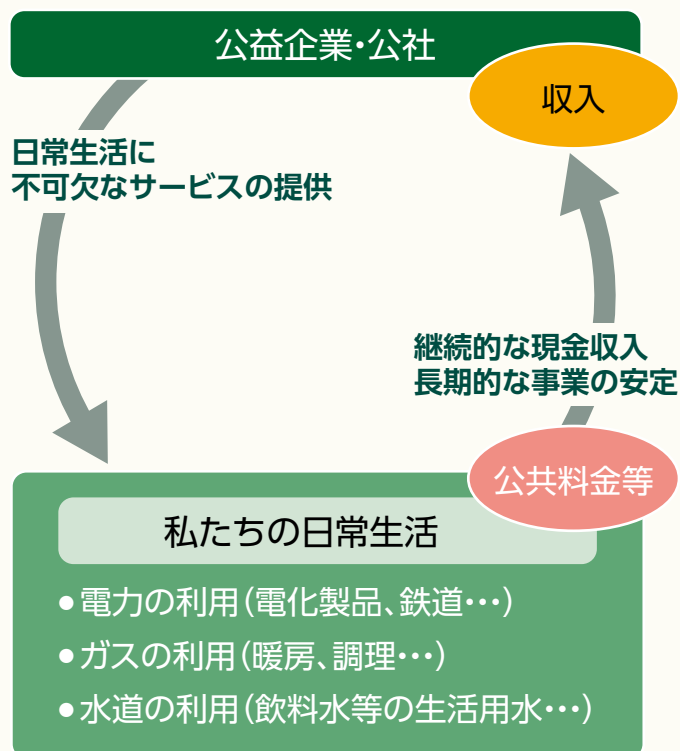 公益企業・公社
収入
日常生活に
不可欠なサービスの提供
継続的な現金収入
長期的な事業の安定
公共料金等
私たちの日常生活
●電力の利用(電化製品、鉄道・・・)
●ガスの利用(暖房、調理・・・)
●水道の利用(飲料水等の生活用水・・・)